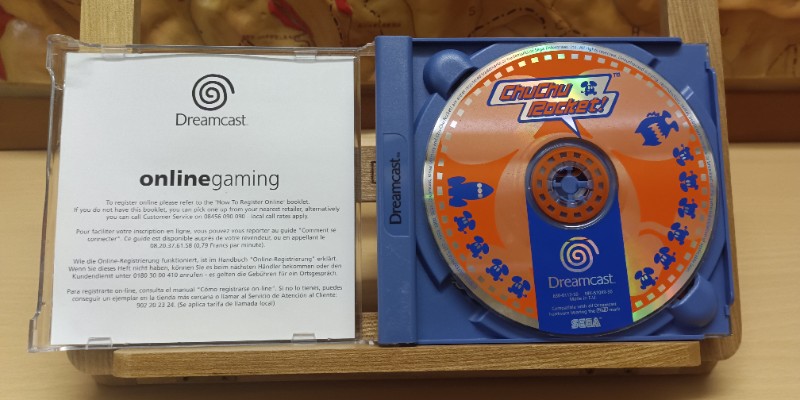 Dreamcast
onlinegaming
To register online please refer to the 'How To Register Online' booklet.
If you do not have this booklet, you can pick one up from your nearest retailer, alternatively
you can call Customer Service on 08456 090 090 local call rates apply
Pour faciliter votre inscription en ligne, vous pouvez vous reporter au guide "Comment se
connecter". Ce guide est disponible auprès de votre revendeur, ou en appellant le
08.20.37.61.58 (0,79 Francs par minute).
Wie die Online-Registrierung funktioniert, ist im Handbuch "Online-Registrierung" erklärt
Wenn Sie dieses Heft nicht haben, können Sie es beim nächsten Händler bekommen oder den
Kundendienst unter 0180 50 00 410 anrufen - es gelten die Gebühren für ein Ortsgespräch.
Para registrarte on-line, consulta el manual "Cómo registrarse on line". Si no lo tienes, puedes
conseguir un ejemplar en la tienda más cercana o llamar al Servicio de Atención al Cliente:
902 20 22 24. (Se aplica tarifa de llamada local)
Dreamcast™
ChuChu
Rocket!™
Dreamcast
Made in E.U.
SEGA